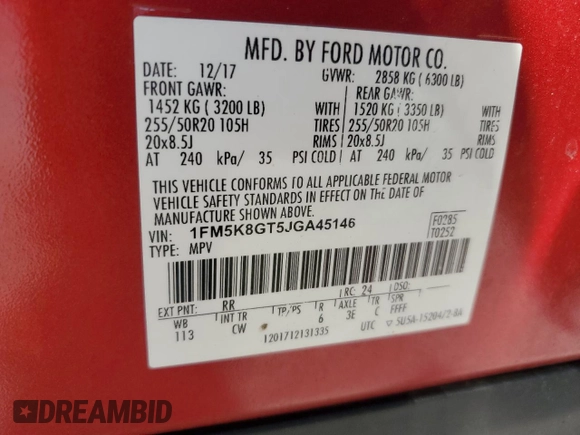 MFD. BY FORD MOTOR CO.
DATE: 12/17 GVWR: 2858 KG ( 6300 LB)
FRONT GAWR: REAR GAWR:
1452 KG ( 3200 LB) WITH 1520 KG ( 3350 LB) WITH
255/50R20 105H TIRES 255/50R20 105H TIRES
20x8.5J RIMS 20x8.5J RIMS
AT 240 kPa/ 35 PSI COLD AT 240 kPa/ 35 PSI COLD
THIS VEHICLE CONFORMS TO ALL APPLICABLE FEDERAL MOTOR
VEHICLE SAFETY STANDARDS IN EFFECT ON THE DATE OF
MANUFACTURE SHOWN ABOVE.
VIN: 1FM5K8GT5JGA45146 F0285
TYPE: MPV T0252
EXT PNT: RR RC: 24 DSO:
WB INT TR TP/PS R AXLE TR SPR
113 CW 6 3E C FFFF
1201712131335 UTC ▽ 5U5A-15204/2-BA
DREAMBID